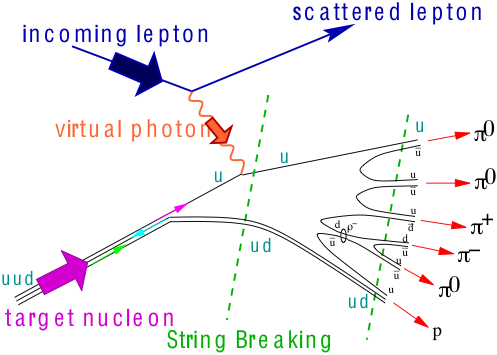 scattered lepton
incoming lepton
virtual photon
u
u
u
ū
π0
u
ū
π0
u
d̄
π+
d
ρ−
ū
d
ū
π−
u
ū
π0
uud
ud
u
ud
p
target nucleon
String Breaking